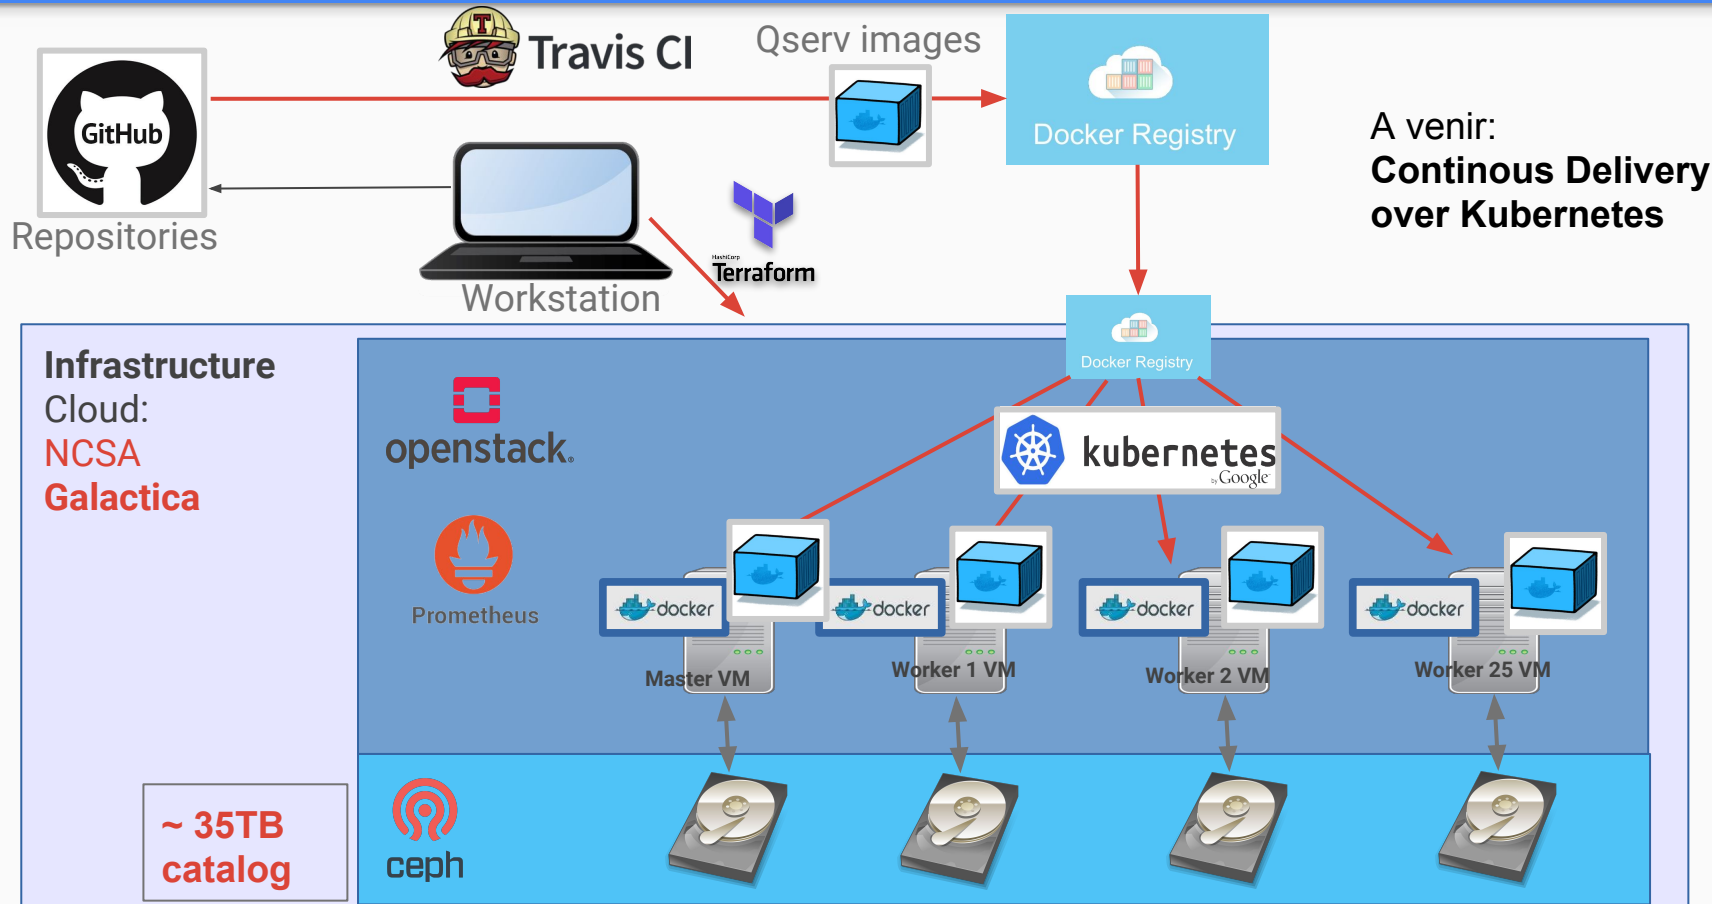 Travis CI
Qserv images
GitHub
Docker Registry
A venir:
Continous Delivery
over Kubernetes
Repositories
HashiCorp
Terraform
Workstation
Docker Registry
Infrastructure
Cloud:
NCSA
Galactica
openstack.
kubernetes
by Google
Prometheus
docker
docker
docker
docker
Master VM
Worker 1 VM
Worker 2 VM
Worker 25 VM
~ 35TB
catalog
ceph